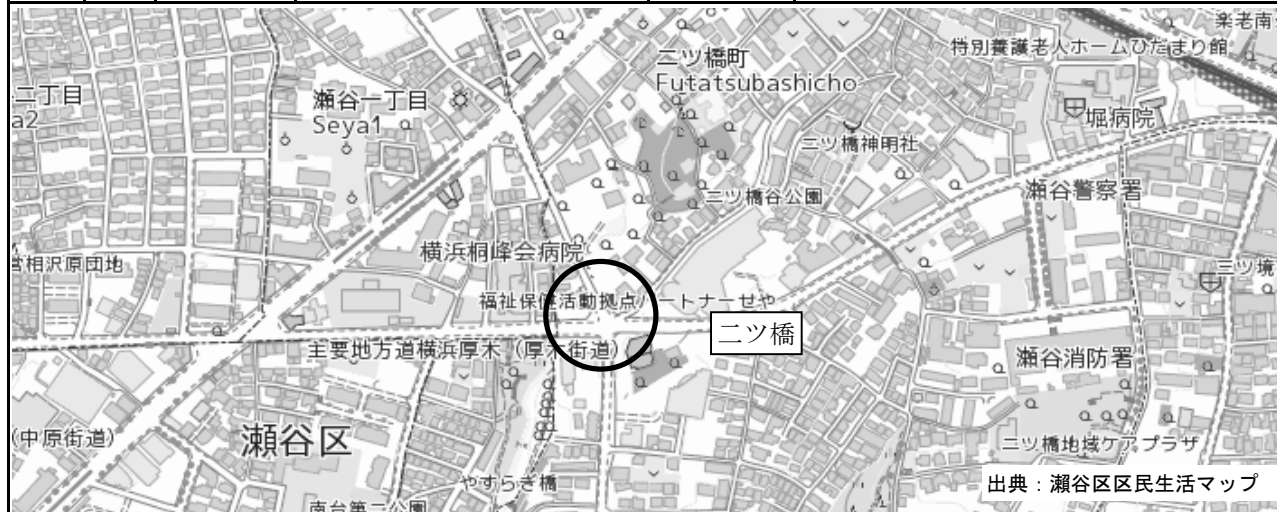 楽老南
特別養護老人ホームひだまり館
二ツ橋町
Futatsubashicho
二丁目
a2
瀬谷一丁目
Seya1
堀病院
二ツ橋神明社
瀬谷警察署
二ツ橋谷公園
横浜桐峰会病院
営相沢原団地
三ツ境
福祉保健活動拠点パートナーせや
二ツ橋
主要地方道横浜厚木（厚木街道）
瀬谷消防署
（中原街道）
瀬谷区
二ツ橋地域ケアプラザ
やすらぎ橋
出典：瀬谷区区民生活マップ
南台第二公園